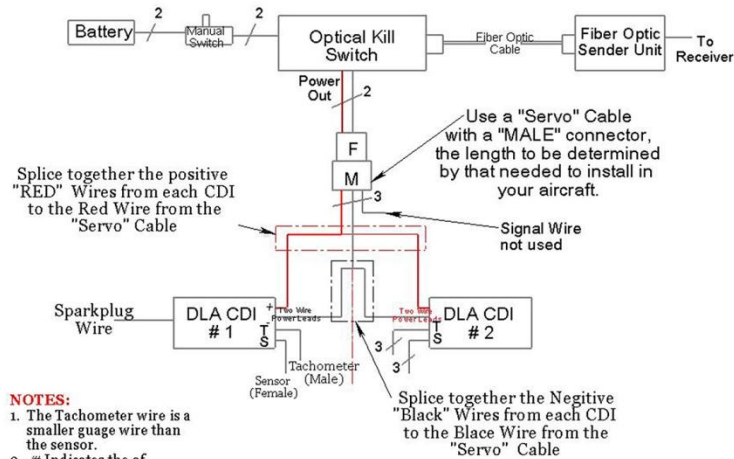 Battery
2
Manual
Switch
2
Optical Kill
Switch
Fiber Optic
Cable
Fiber Optic
Sender Unit
To
Receiver
Power
Out
2
F
M
3
Use a "Servo" Cable
with a "MALE" connector,
the length to be determined
by that needed to install in
your aircraft.
Signal Wire
not used
Splice together the positive
"RED" Wires from each CDI
to the Red Wire from the
"Servo" Cable
Sparkplug
Wire
DLA CDI
# 1
+
-
T
S
Two Wire
PowerLeads
Two Wire
PowerLeads
DLA CDI
# 2
T
S
3
3
Tachometer
(Male)
Sensor
(Female)
Splice together the Negitive
"Black" Wires from each CDI
to the Blace Wire from the
"Servo" Cable
NOTES:
1. The Tachometer wire is a
smaller guage wire than
the sensor.
Indicates the of